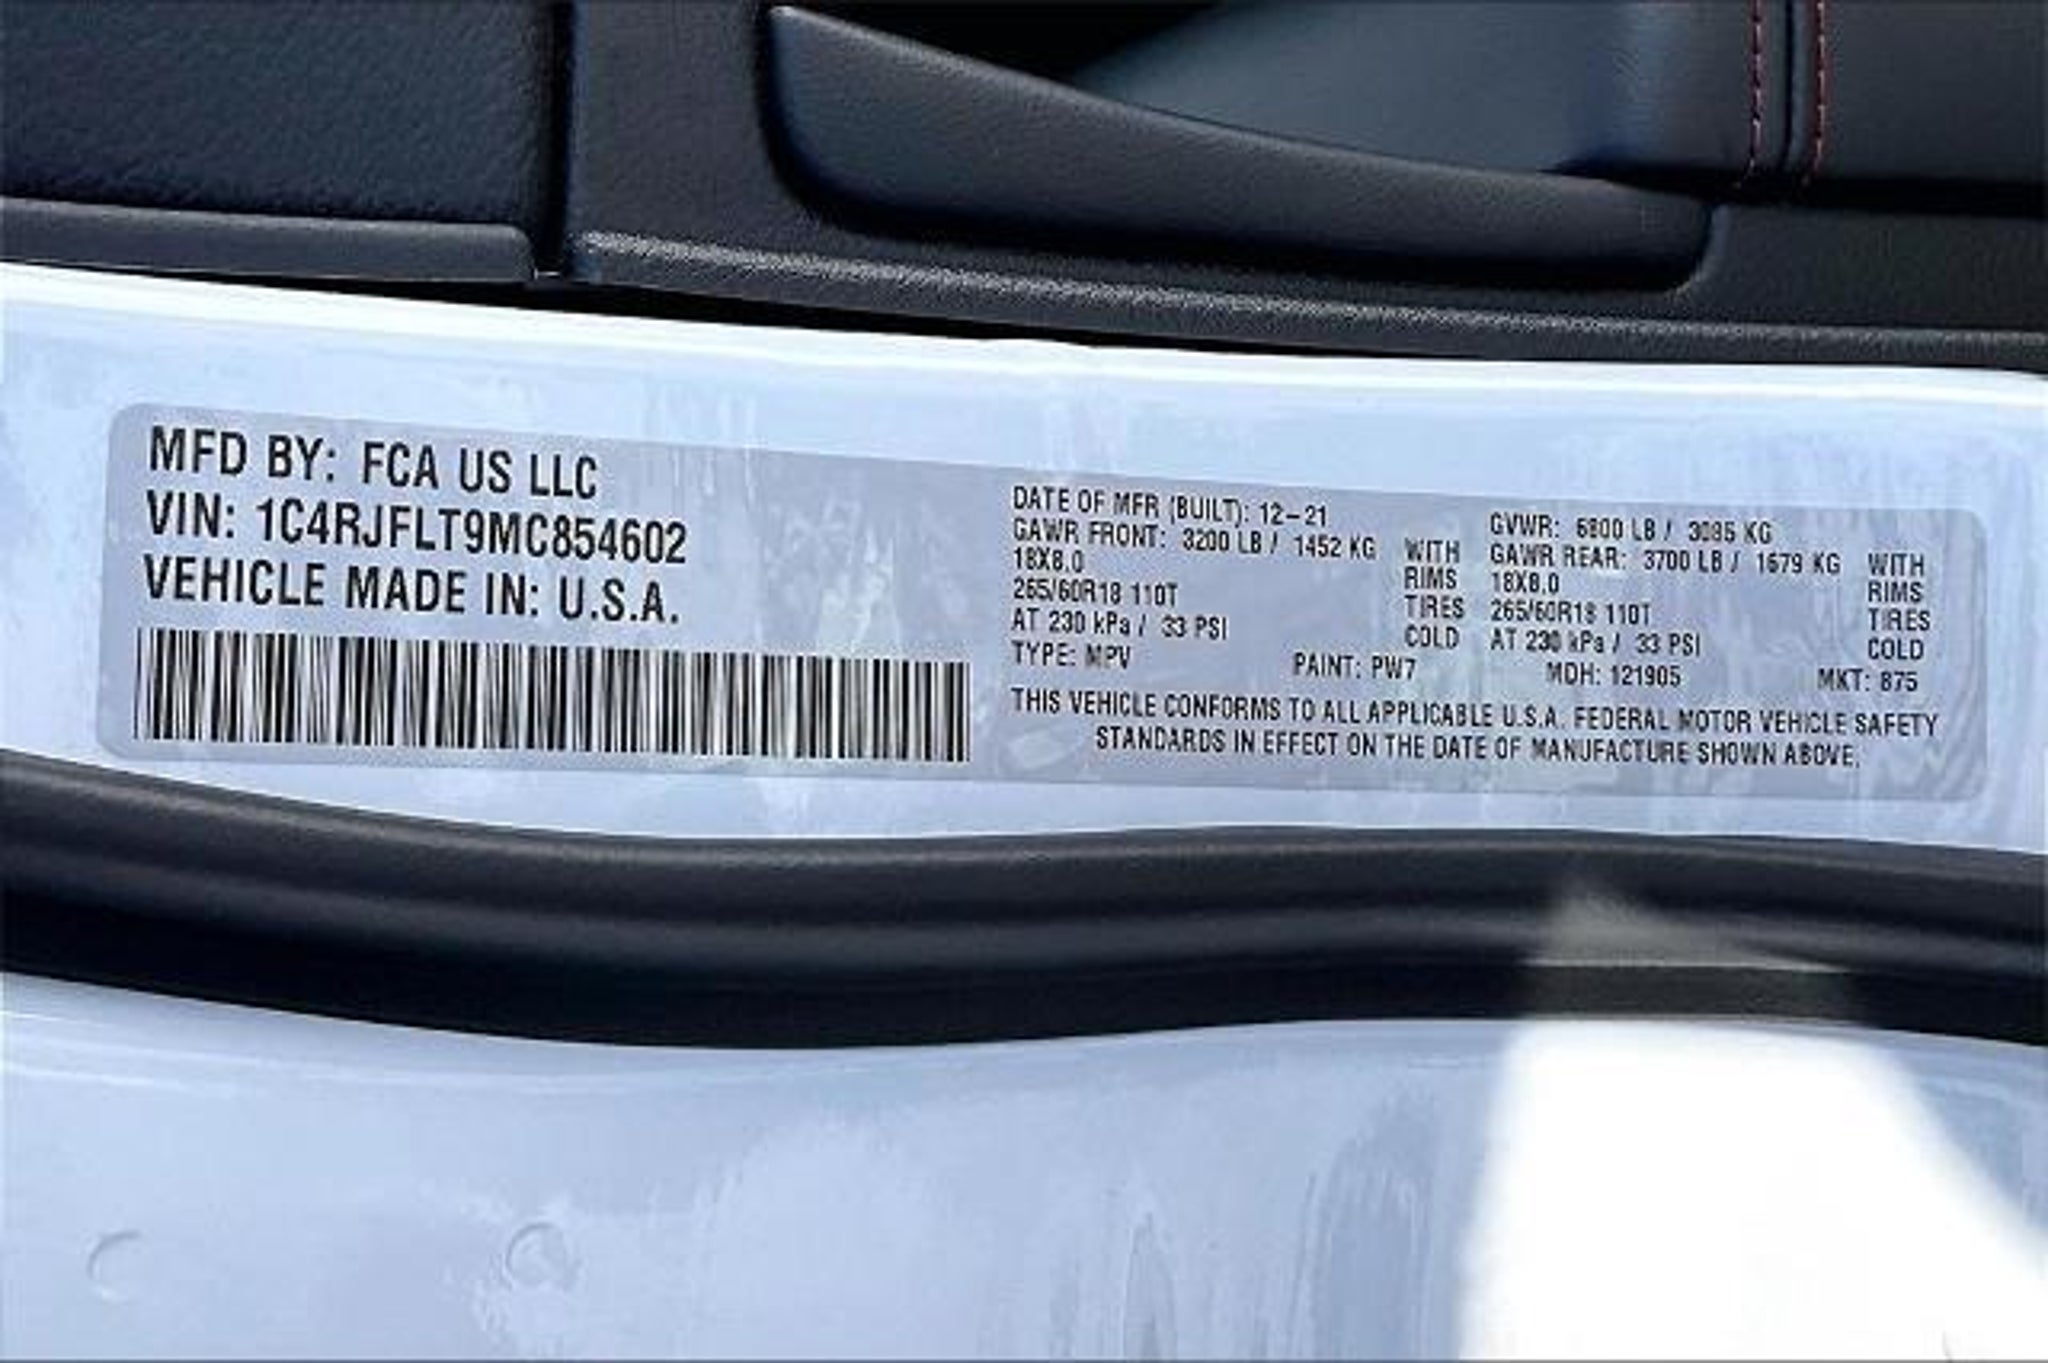 MFD BY: FCA US LLC
VIN: 1C4RJFLT9MC854602
VEHICLE MADE IN: U.S.A.
DATE OF MFR (BUILT): 12-21
GAWR FRONT: 3200 LB / 1452 KG WITH
18X8.0 RIMS
265/60R18 110T TIRES
AT 230 kPa / 33 PSI COLD
GVWR: 6800 LB / 3085 KG
GAWR REAR: 3700 LB / 1679 KG WITH
18X8.0 RIMS
265/60R18 110T TIRES
AT 230 kPa / 33 PSI COLD
TYPE: MPV PAINT: PW7 MDH: 121905 MKT: 875
THIS VEHICLE CONFORMS TO ALL APPLICABLE U.S.A. FEDERAL MOTOR VEHICLE SAFETY
STANDARDS IN EFFECT ON THE DATE OF MANUFACTURE SHOWN ABOVE.